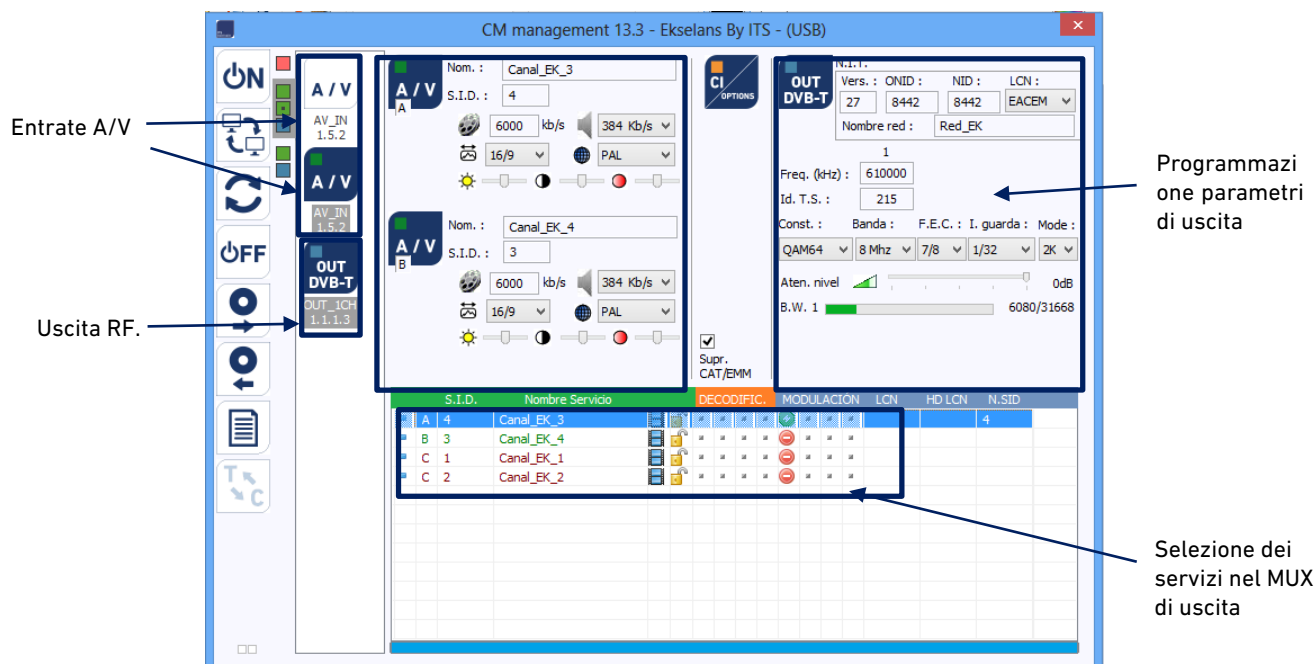 CM management 13.3 - Ekselans By ITS - (USB)
ON
OFF
T C
A / V
AV_IN
1.5.2
A / V
AV_IN
1.5.2
OUT
DVB-T
OUT_1CH
1.1.1.3
A / V
A
Nom. : Canal_EK_3
S.I.D. : 4
6000 kb/s 384 Kb/s
16/9 PAL
A / V
B
Nom. : Canal_EK_4
S.I.D. : 3
6000 kb/s 384 Kb/s
16/9 PAL
CI
OPTIONS
Supr.
CAT/EMM
OUT
DVB-T
N.I.T.
Vers. : ONID : NID : LCN :
27 8442 8442 EACEM
Nombre red : Red_EK
1
Freq. (kHz) : 610000
Id. T.S. : 215
Const. : Banda : F.E.C. : I. guarda : Mode :
QAM64 8 Mhz 7/8 1/32 2K
Aten. nivel 0dB
B.W. 1 6080/31668
S.I.D. Nombre Servicio DECODIFIC. MODULACIÓN LCN HD LCN N.SID
A 4 Canal_EK_3 4
B 3 Canal_EK_4
C 1 Canal_EK_1
C 2 Canal_EK_2
Entrate A/V
Uscita RF.
Programmazi
one parametri
di uscita
Selezione dei
servizi nel MUX
di uscita